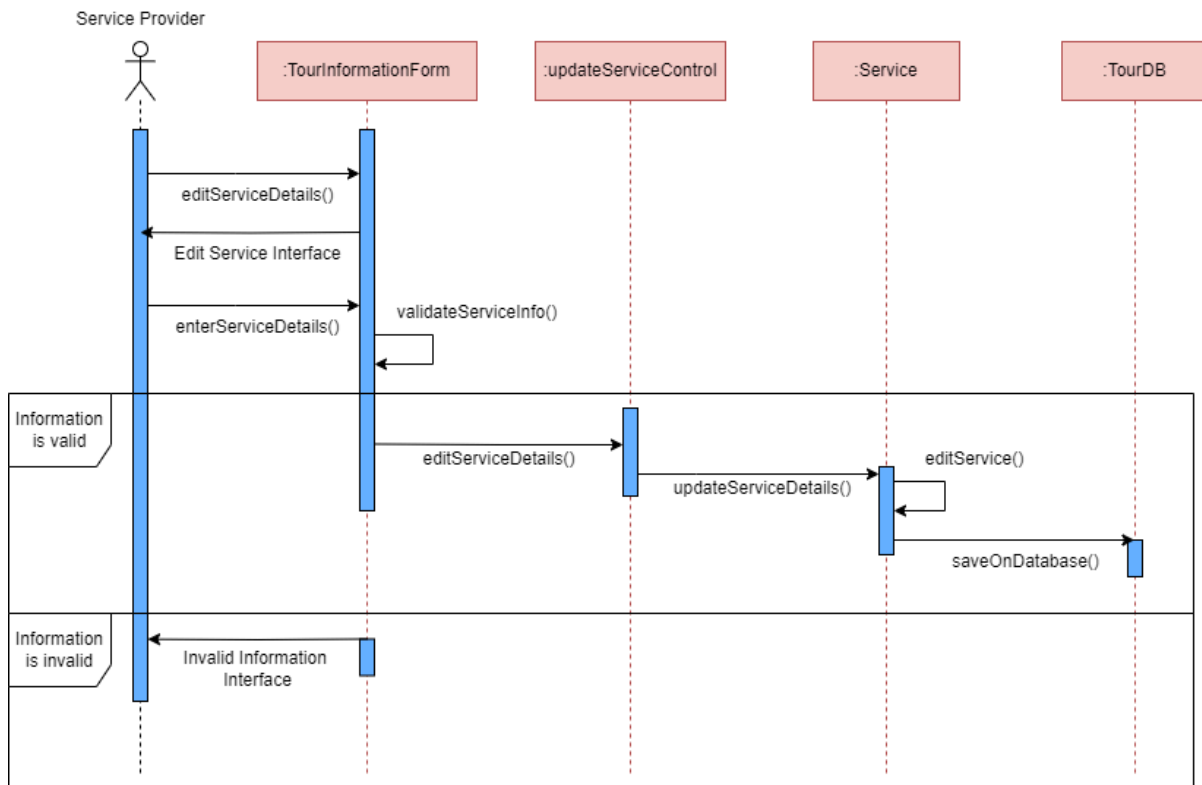 Service Provider
:TourInformationForm
:updateServiceControl
:Service
:TourDB
editServiceDetails()
Edit Service Interface
enterServiceDetails()
validateServiceInfo()
Information
is valid
editServiceDetails()
updateServiceDetails()
editService()
saveOnDatabase()
Information
is invalid
Invalid Information
Interface